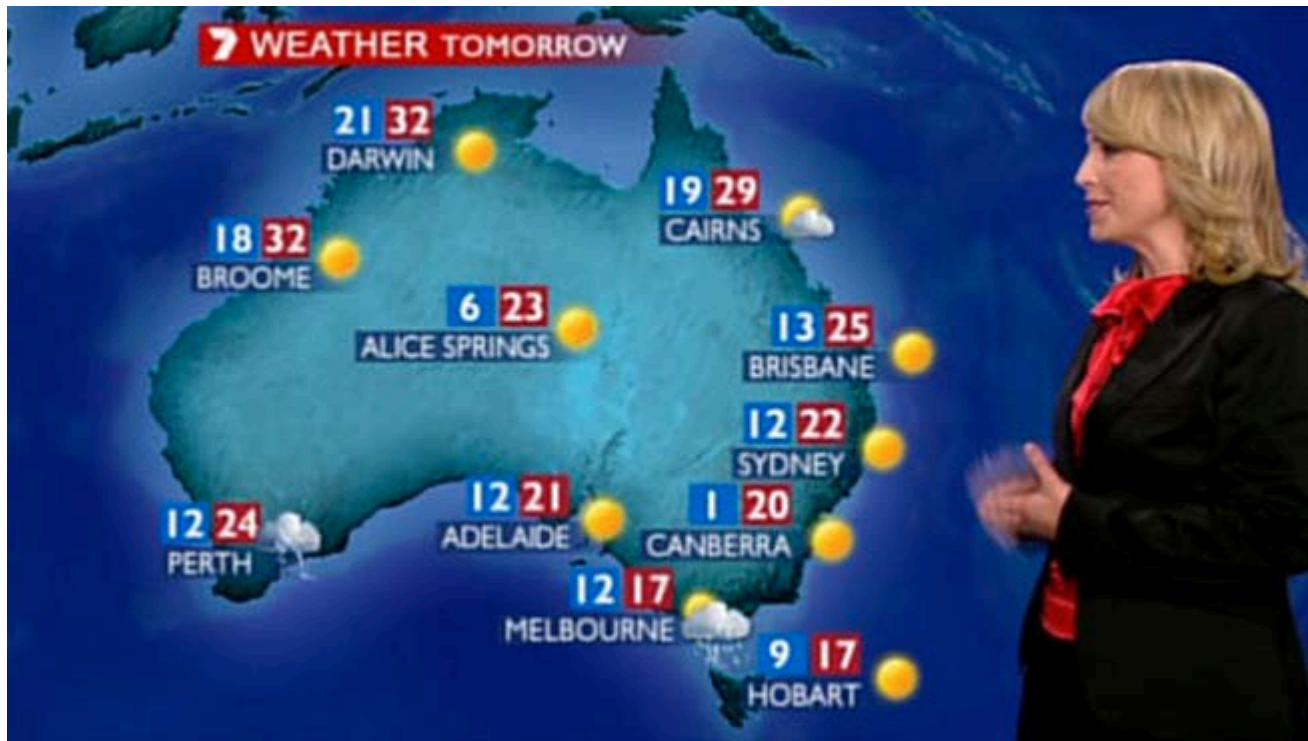 7 WEATHER TOMORROW
21 32
DARWIN
19 29
CAIRNS
18 32
BROOME
6 23
ALICE SPRINGS
13 25
BRISBANE
12 22
SYDNEY
12 21
ADELAIDE
1 20
CANBERRA
12 24
PERTH
12 17
MELBOURNE
9 17
HOBART